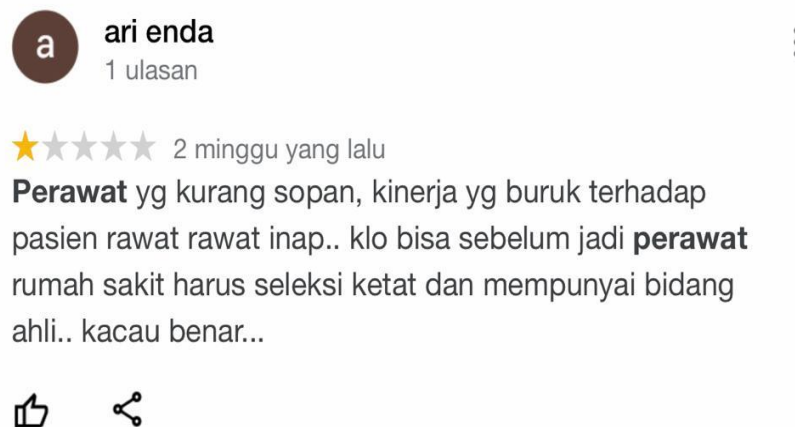 a
ari enda
1 ulasan
2 minggu yang lalu
Perawat yg kurang sopan, kinerja yg buruk terhadap
pasien rawat rawat inap.. klo bisa sebelum jadi perawat
rumah sakit harus seleksi ketat dan mempunyai bidang
ahli.. kacau benar...